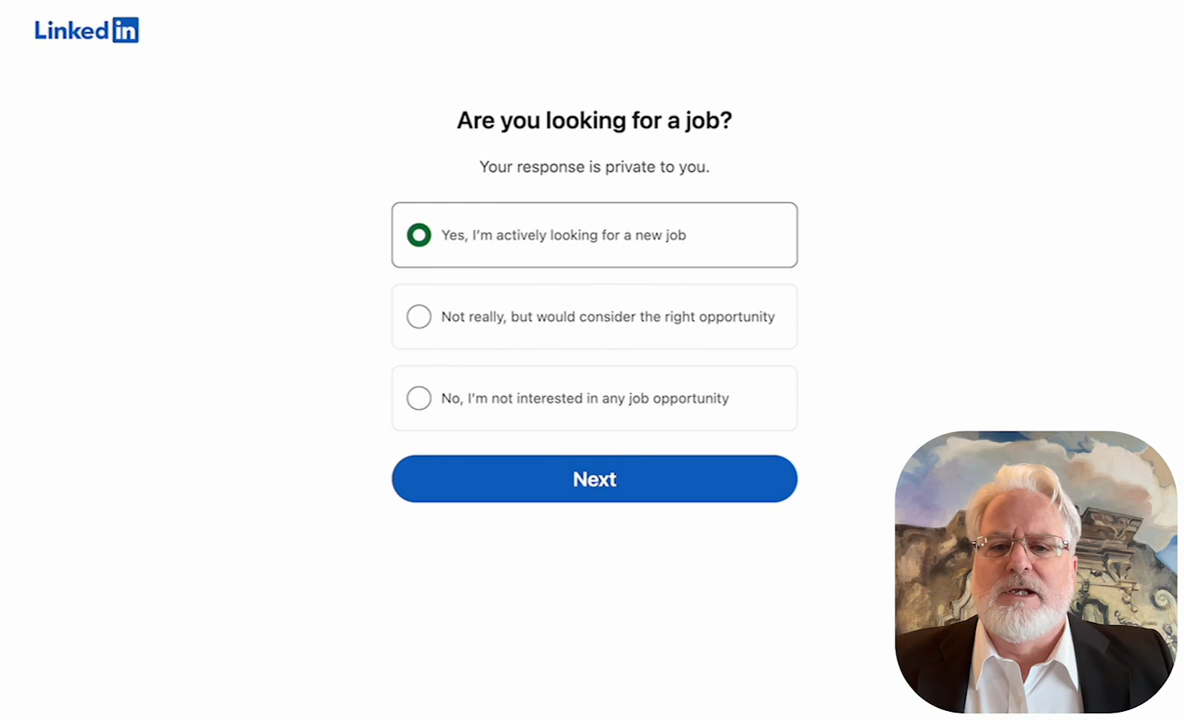 Linkedin
Are you looking for a job?
Your response is private to you.
Yes, I'm actively looking for a new job
Not really, but would consider the right opportunity
No, I'm not interested in any job opportunity
Next